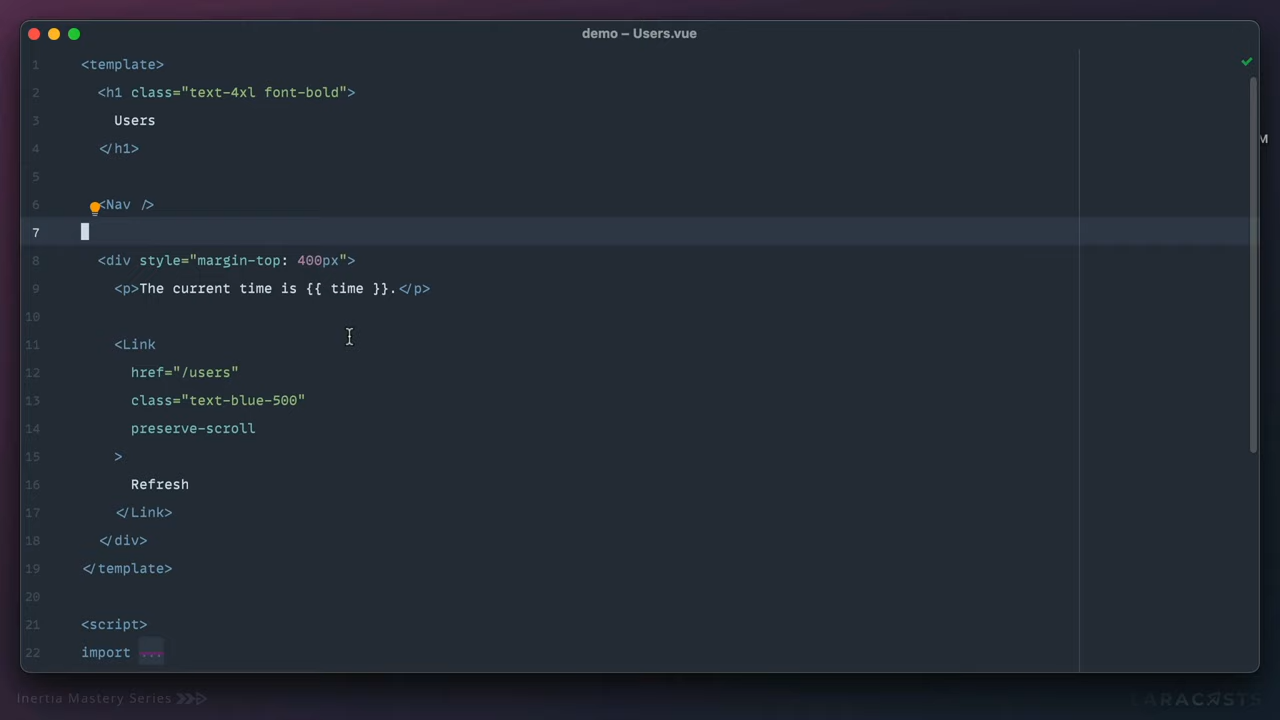 demo – Users.vue
1 <template>
2 <h1 class="text-4xl font-bold">
3 Users
4 </h1>
5
6 <Nav />
7
8 <div style="margin-top: 400px">
9 <p>The current time is {{ time }}.</p>
10
11 <Link
12 href="/users"
13 class="text-blue-500"
14 preserve-scroll
15 >
16 Refresh
17 </Link>
18 </div>
19 </template>
20
21 <script>
22 import ...
M
Inertia Mastery Series
LARACASTS